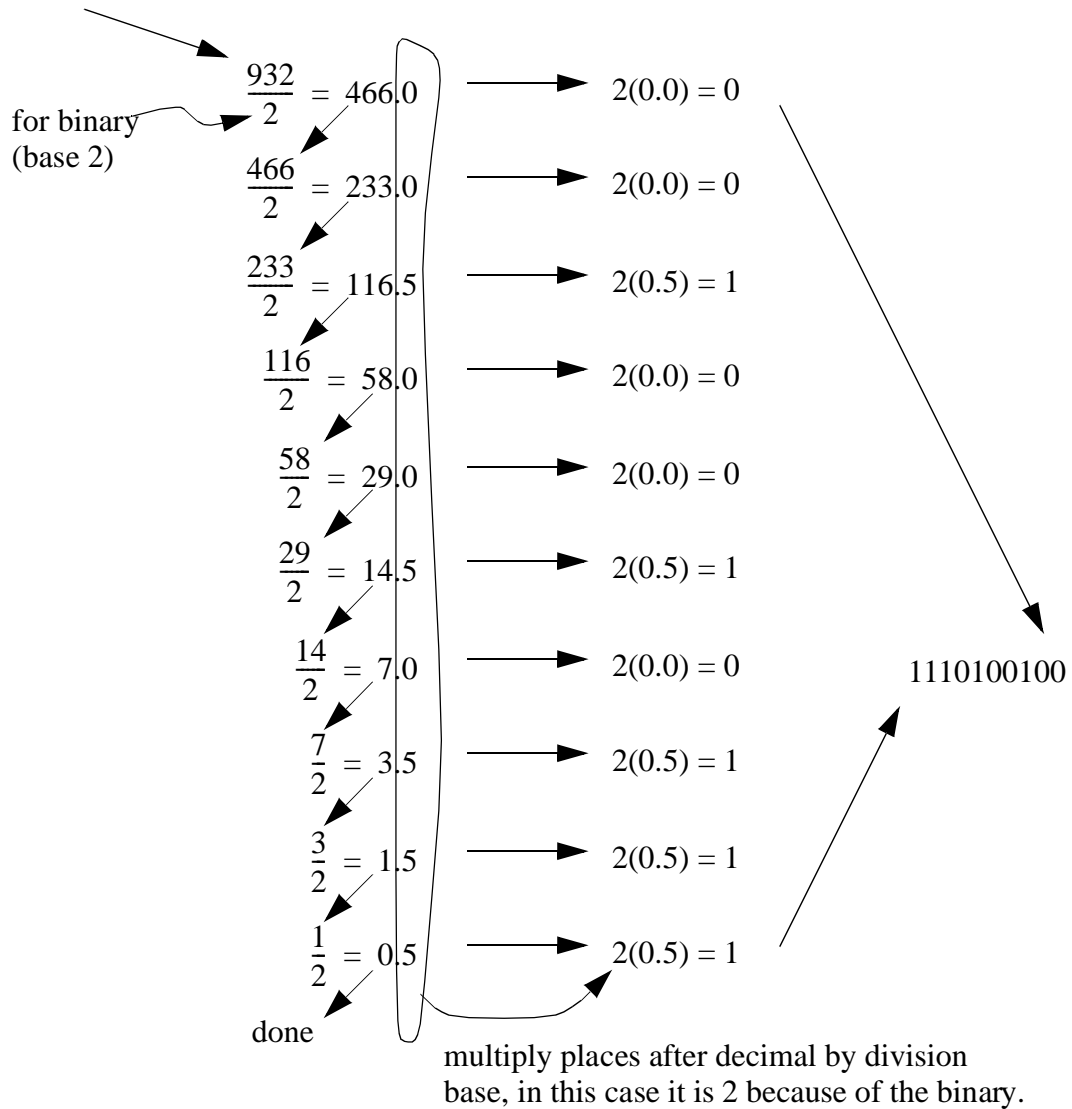 932/2 = 466.0 2(0.0) = 0
for binary
(base 2)
466/2 = 233.0 2(0.0) = 0
233/2 = 116.5 2(0.5) = 1
116/2 = 58.0 2(0.0) = 0
58/2 = 29.0 2(0.0) = 0
29/2 = 14.5 2(0.5) = 1
14/2 = 7.0 2(0.0) = 0
1110100100
7/2 = 3.5 2(0.5) = 1
3/2 = 1.5 2(0.5) = 1
1/2 = 0.5 2(0.5) = 1
done
multiply places after decimal by division
base, in this case it is 2 because of the binary.